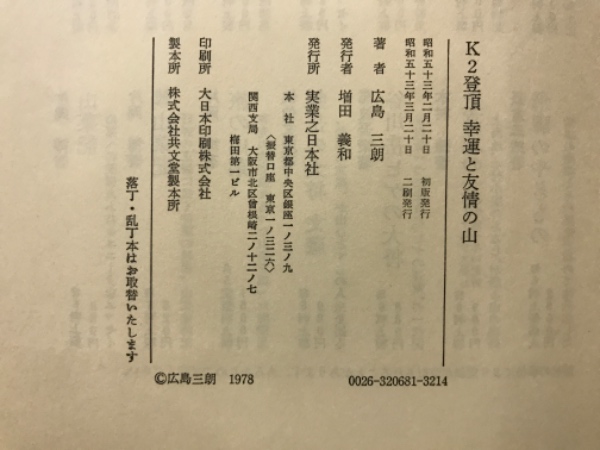 K2登頂 幸運と友情の山
昭和五十三年二月二十日 初版発行
昭和五十三年三月二十日 二刷発行
著者 広島三朗
発行者 増田義和
発行所 実業之日本社
本社 東京都中央区銀座一ノ三ノ九
〈振替口座 東京一ノ三二六〉
関西支局 大阪市北区曽根崎二ノ十二ノ七
梅田第一ビル
印刷所 大日本印刷株式会社
製本所 株式会社共文堂製本所
落丁・乱丁本はお取替いたします
©広島三朗 1978
0026-320681-3214